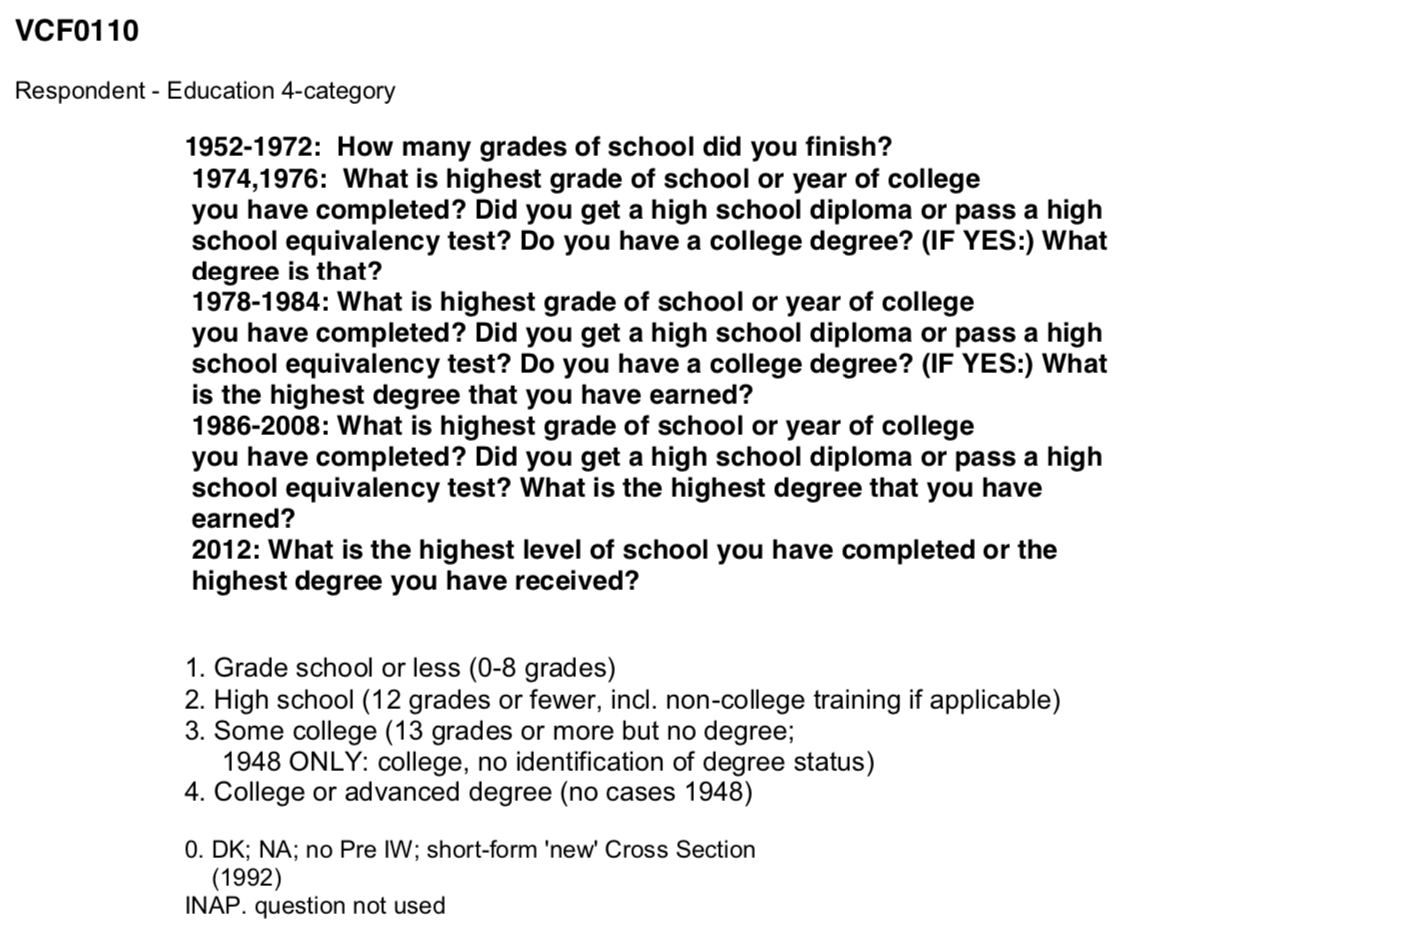 VCF0110
Respondent - Education 4-category
1952-1972:  How many grades of school did you finish?
1974,1976:  What is highest grade of school or year of college
you have completed? Did you get a high school diploma or pass a high
school equivalency test? Do you have a college degree? (IF YES:) What
degree is that?
1978-1984: What is highest grade of school or year of college
you have completed? Did you get a high school diploma or pass a high
school equivalency test? Do you have a college degree? (IF YES:) What
is the highest degree that you have earned?
1986-2008: What is highest grade of school or year of college
you have completed? Did you get a high school diploma or pass a high
school equivalency test? What is the highest degree that you have
earned?
2012: What is the highest level of school you have completed or the
highest degree you have received?
1. Grade school or less (0-8 grades)
2. High school (12 grades or fewer, incl. non-college training if applicable)
3. Some college (13 grades or more but no degree;
1948 ONLY: college, no identification of degree status)
4. College or advanced degree (no cases 1948)
0. DK; NA; no Pre IW; short-form 'new' Cross Section
(1992)
INAP. question not used